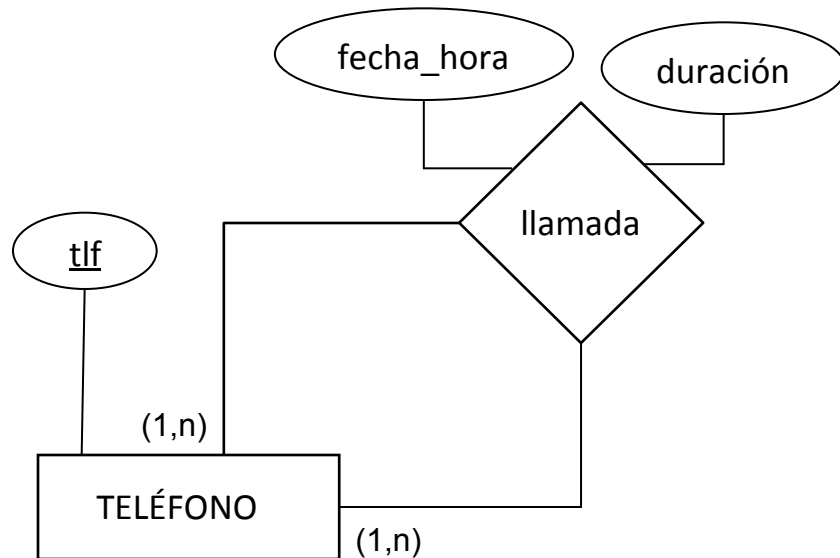 fecha_hora
duración
llamada
tlf
(1,n)
TELÉFONO
(1,n)